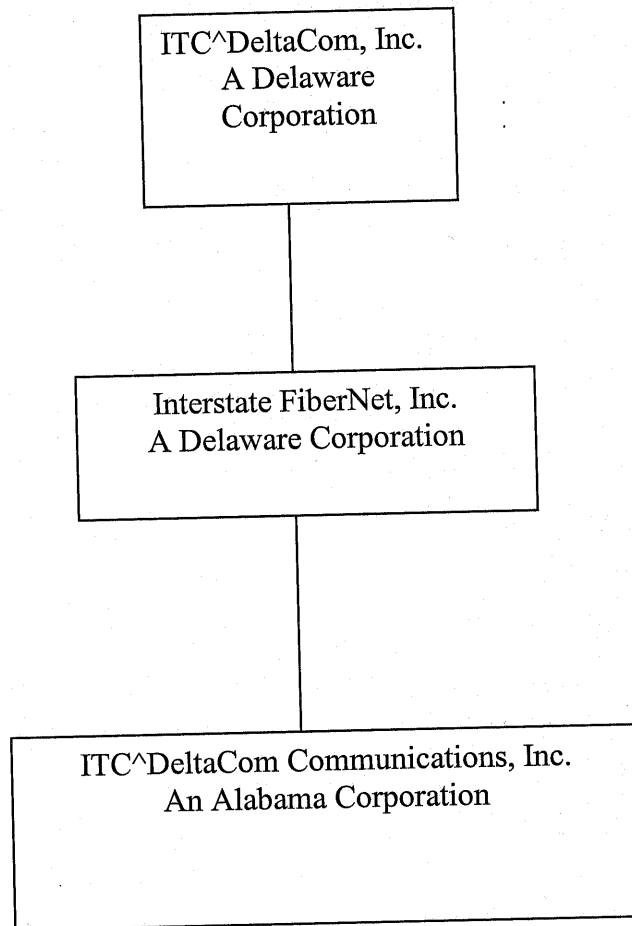 ITC^DeltaCom, Inc.
A Delaware
Corporation
Interstate FiberNet, Inc.
A Delaware Corporation
ITC^DeltaCom Communications, Inc.
An Alabama Corporation